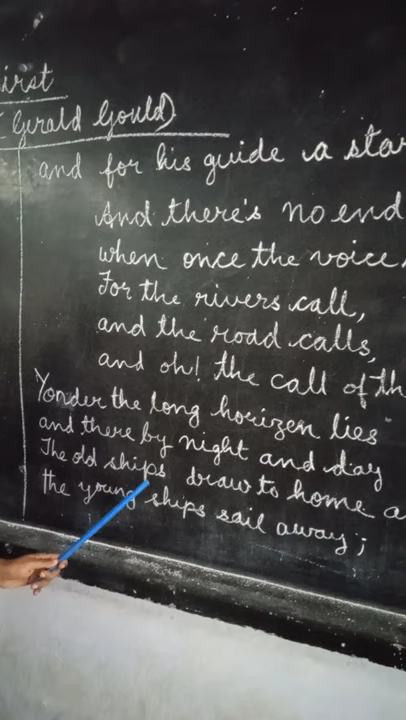 irst
(Gerald Gould)
and for his guide a star
And there's no end
when once the voice
For the rivers call,
and the road calls,
and oh! the call of th
Yonder the long horizen lies
and there by night and day
The old ships draw to home a
the young ships sail away;